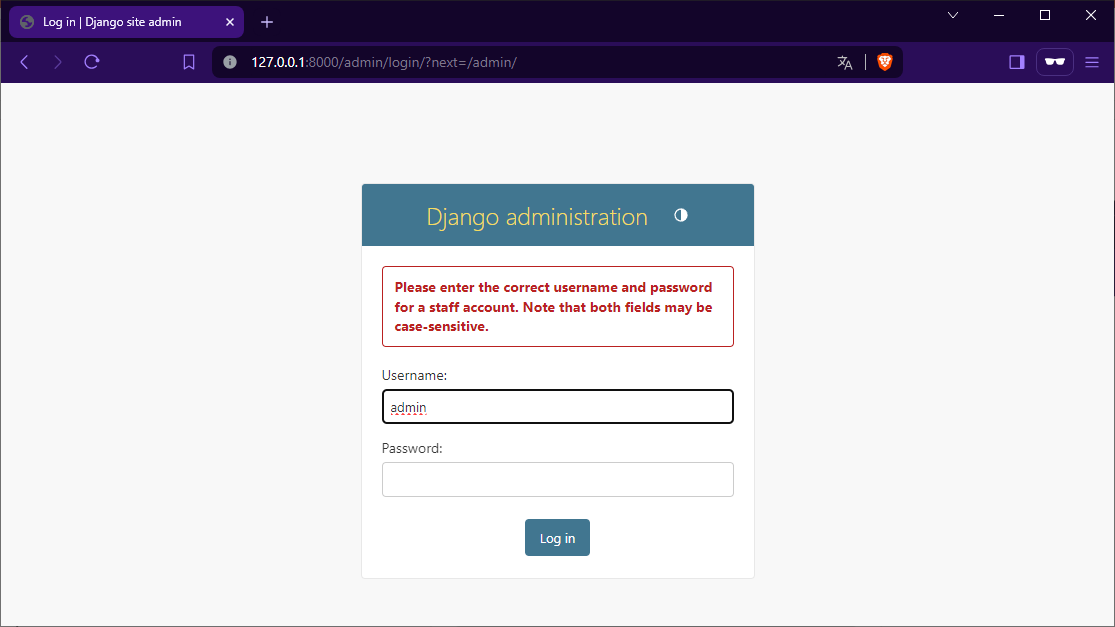 Log in | Django site admin
127.0.0.1:8000/admin/login/?next=/admin/
Django administration
Please enter the correct username and password
for a staff account. Note that both fields may be
case-sensitive.
Username:
admin
Password:
Log in